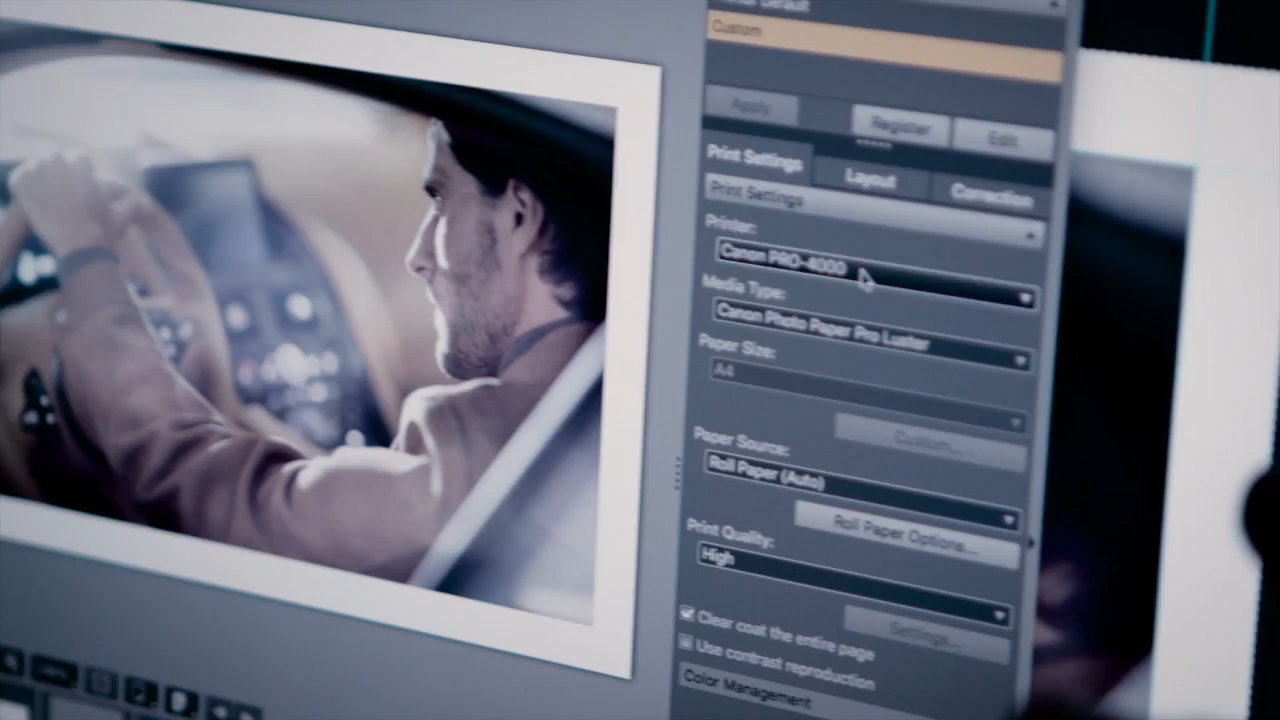 Default
Custom
Apply
Register
Edit
Print Settings
Layout
Correction
Print Settings
Printer:
Canon PRO-4000
Media Type:
Canon Photo Paper Pro Luster
Paper Size:
A4
Custom...
Paper Source:
Roll Paper (Auto)
Roll Paper Options...
Print Quality:
High
Settings...
Clear coat the entire page
Use contrast reproduction
Color Management